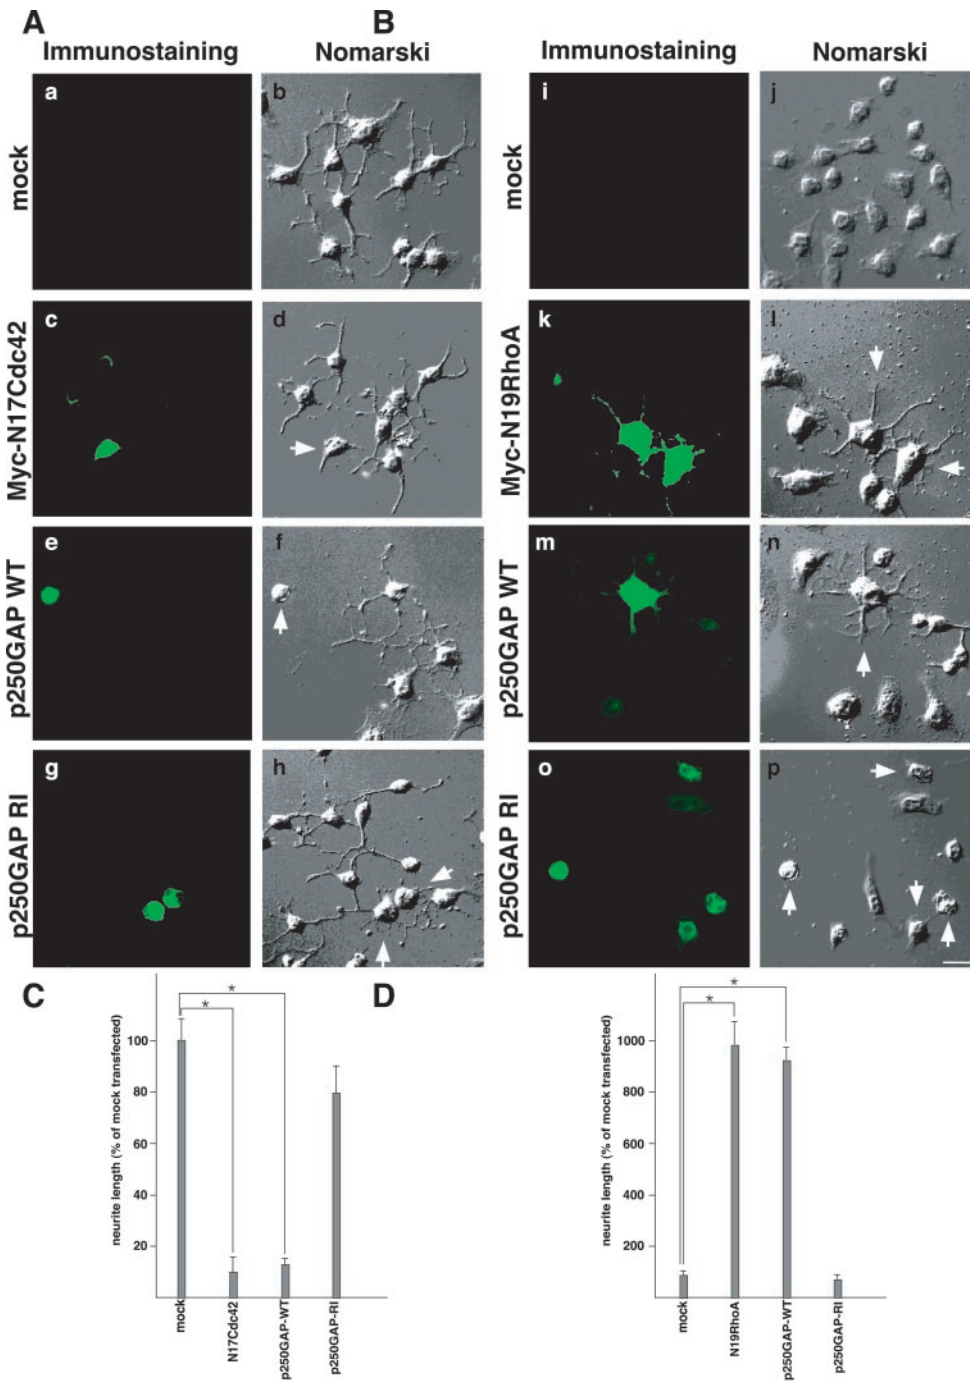 A
B
Immunostaining
Nomarski
Immunostaining
Nomarski
mock
a
b
mock
i
j
Myc-N17Cdc42
c
d
Myc-N19RhoA
k
l
p250GAP WT
e
f
p250GAP WT
m
n
p250GAP RI
g
h
p250GAP RI
o
p
C
neurite length (% of mock transfected)
100
80
60
40
20
*
*
mock
N17Cdc42
p250GAP-WT
p250GAP-RI
D
neurite length (% of mock transfected)
1000
800
600
400
200
*
*
mock
N19RhoA
p250GAP-WT
p250GAP-RI